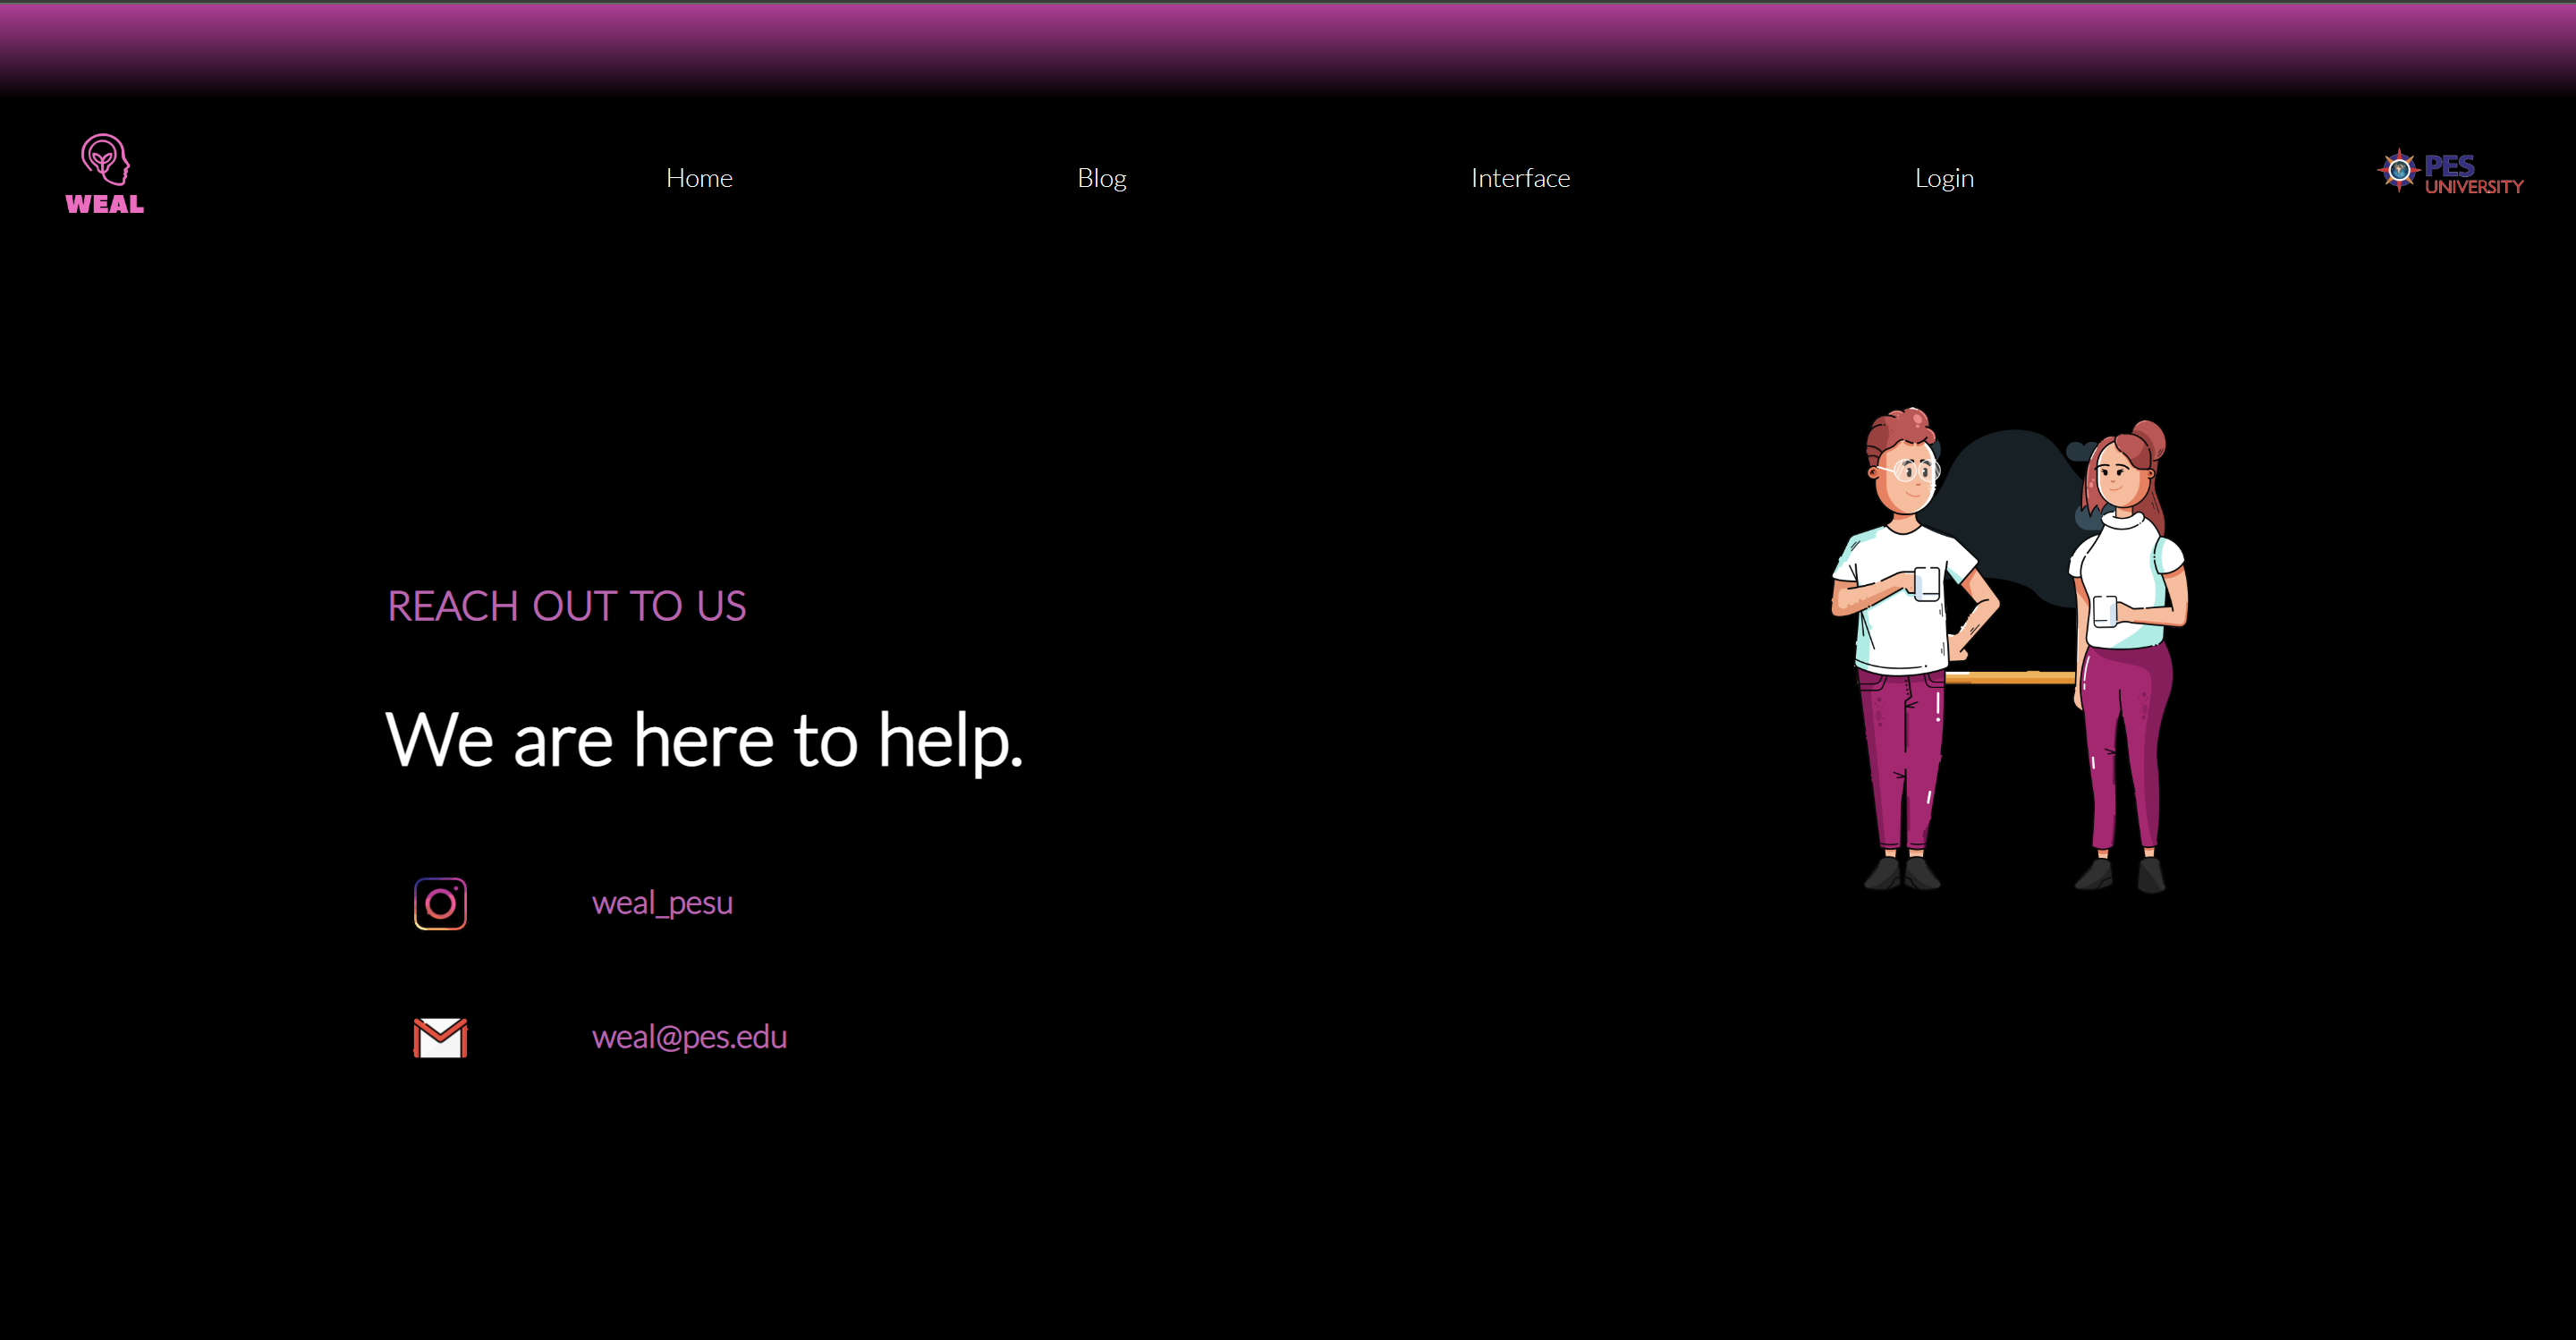 WEAL
Home
Blog
Interface
Login
PES
UNIVERSITY
REACH OUT TO US
We are here to help.
weal_pesu
weal@pes.edu